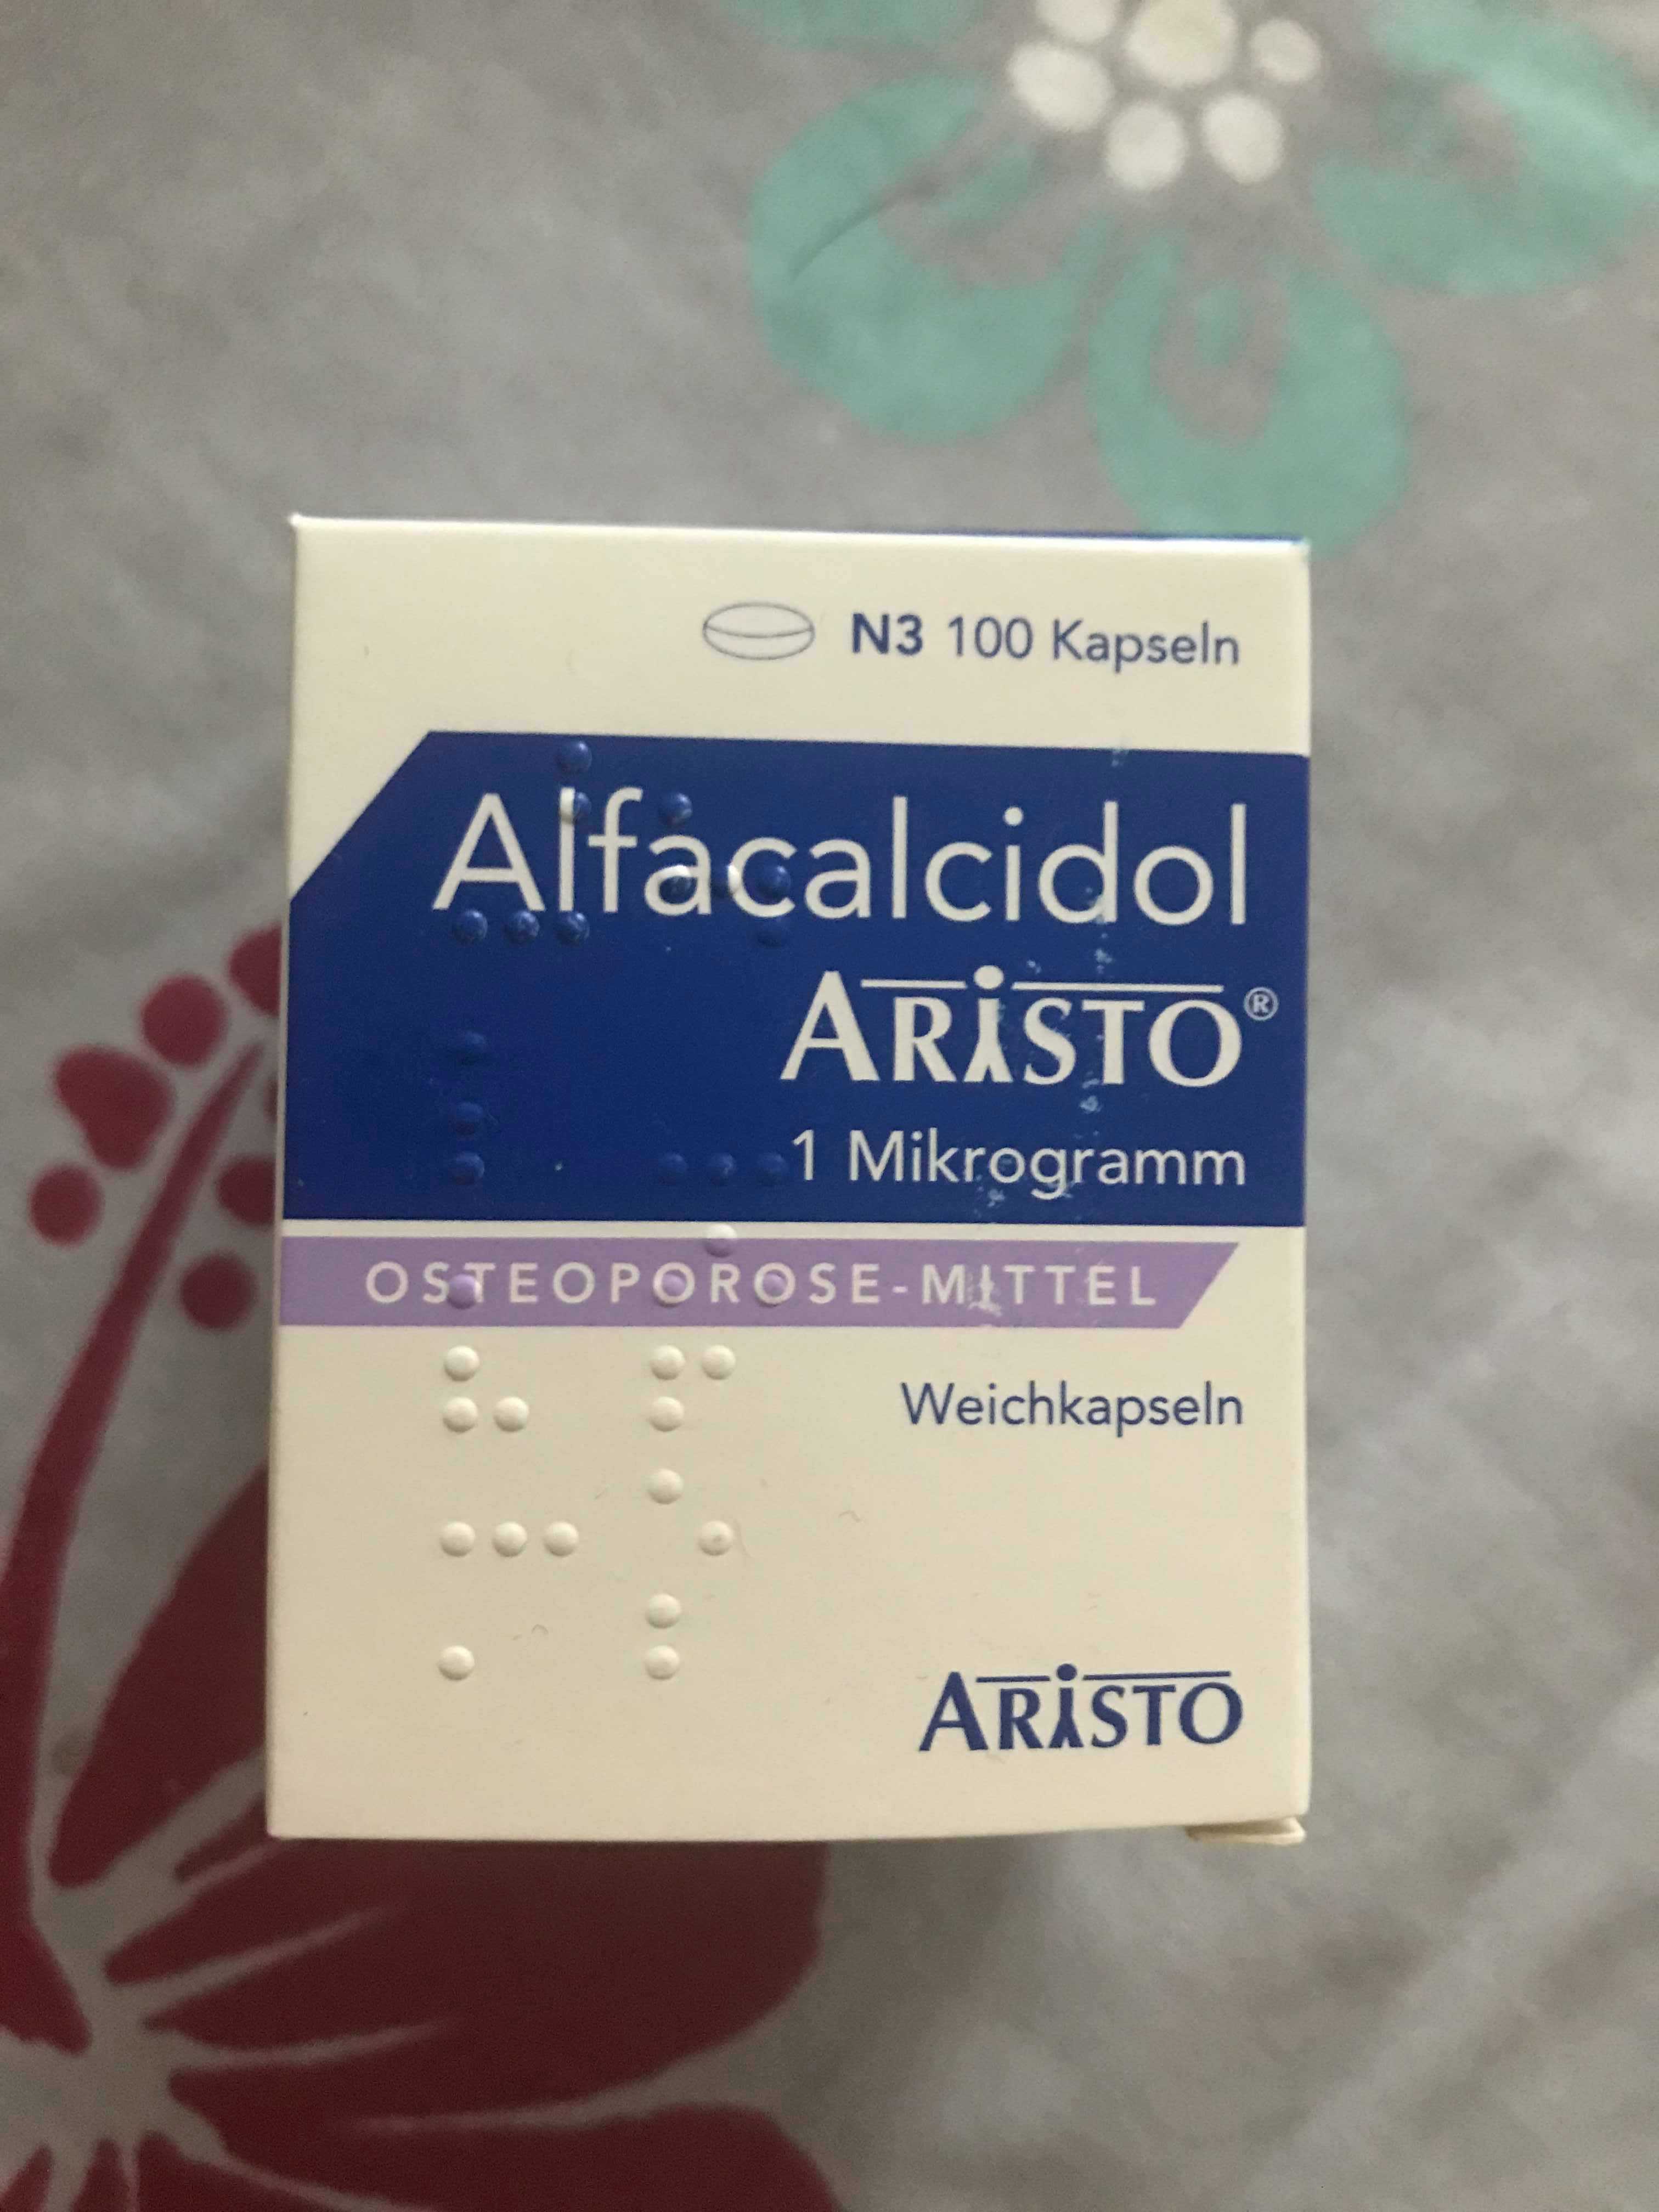 N3 100 Kapseln
Alfacalcidol
ARiSTO®
1 Mikrogramm
OSTEOPOROSE-MITTEL
Weichkapseln
ARiSTO